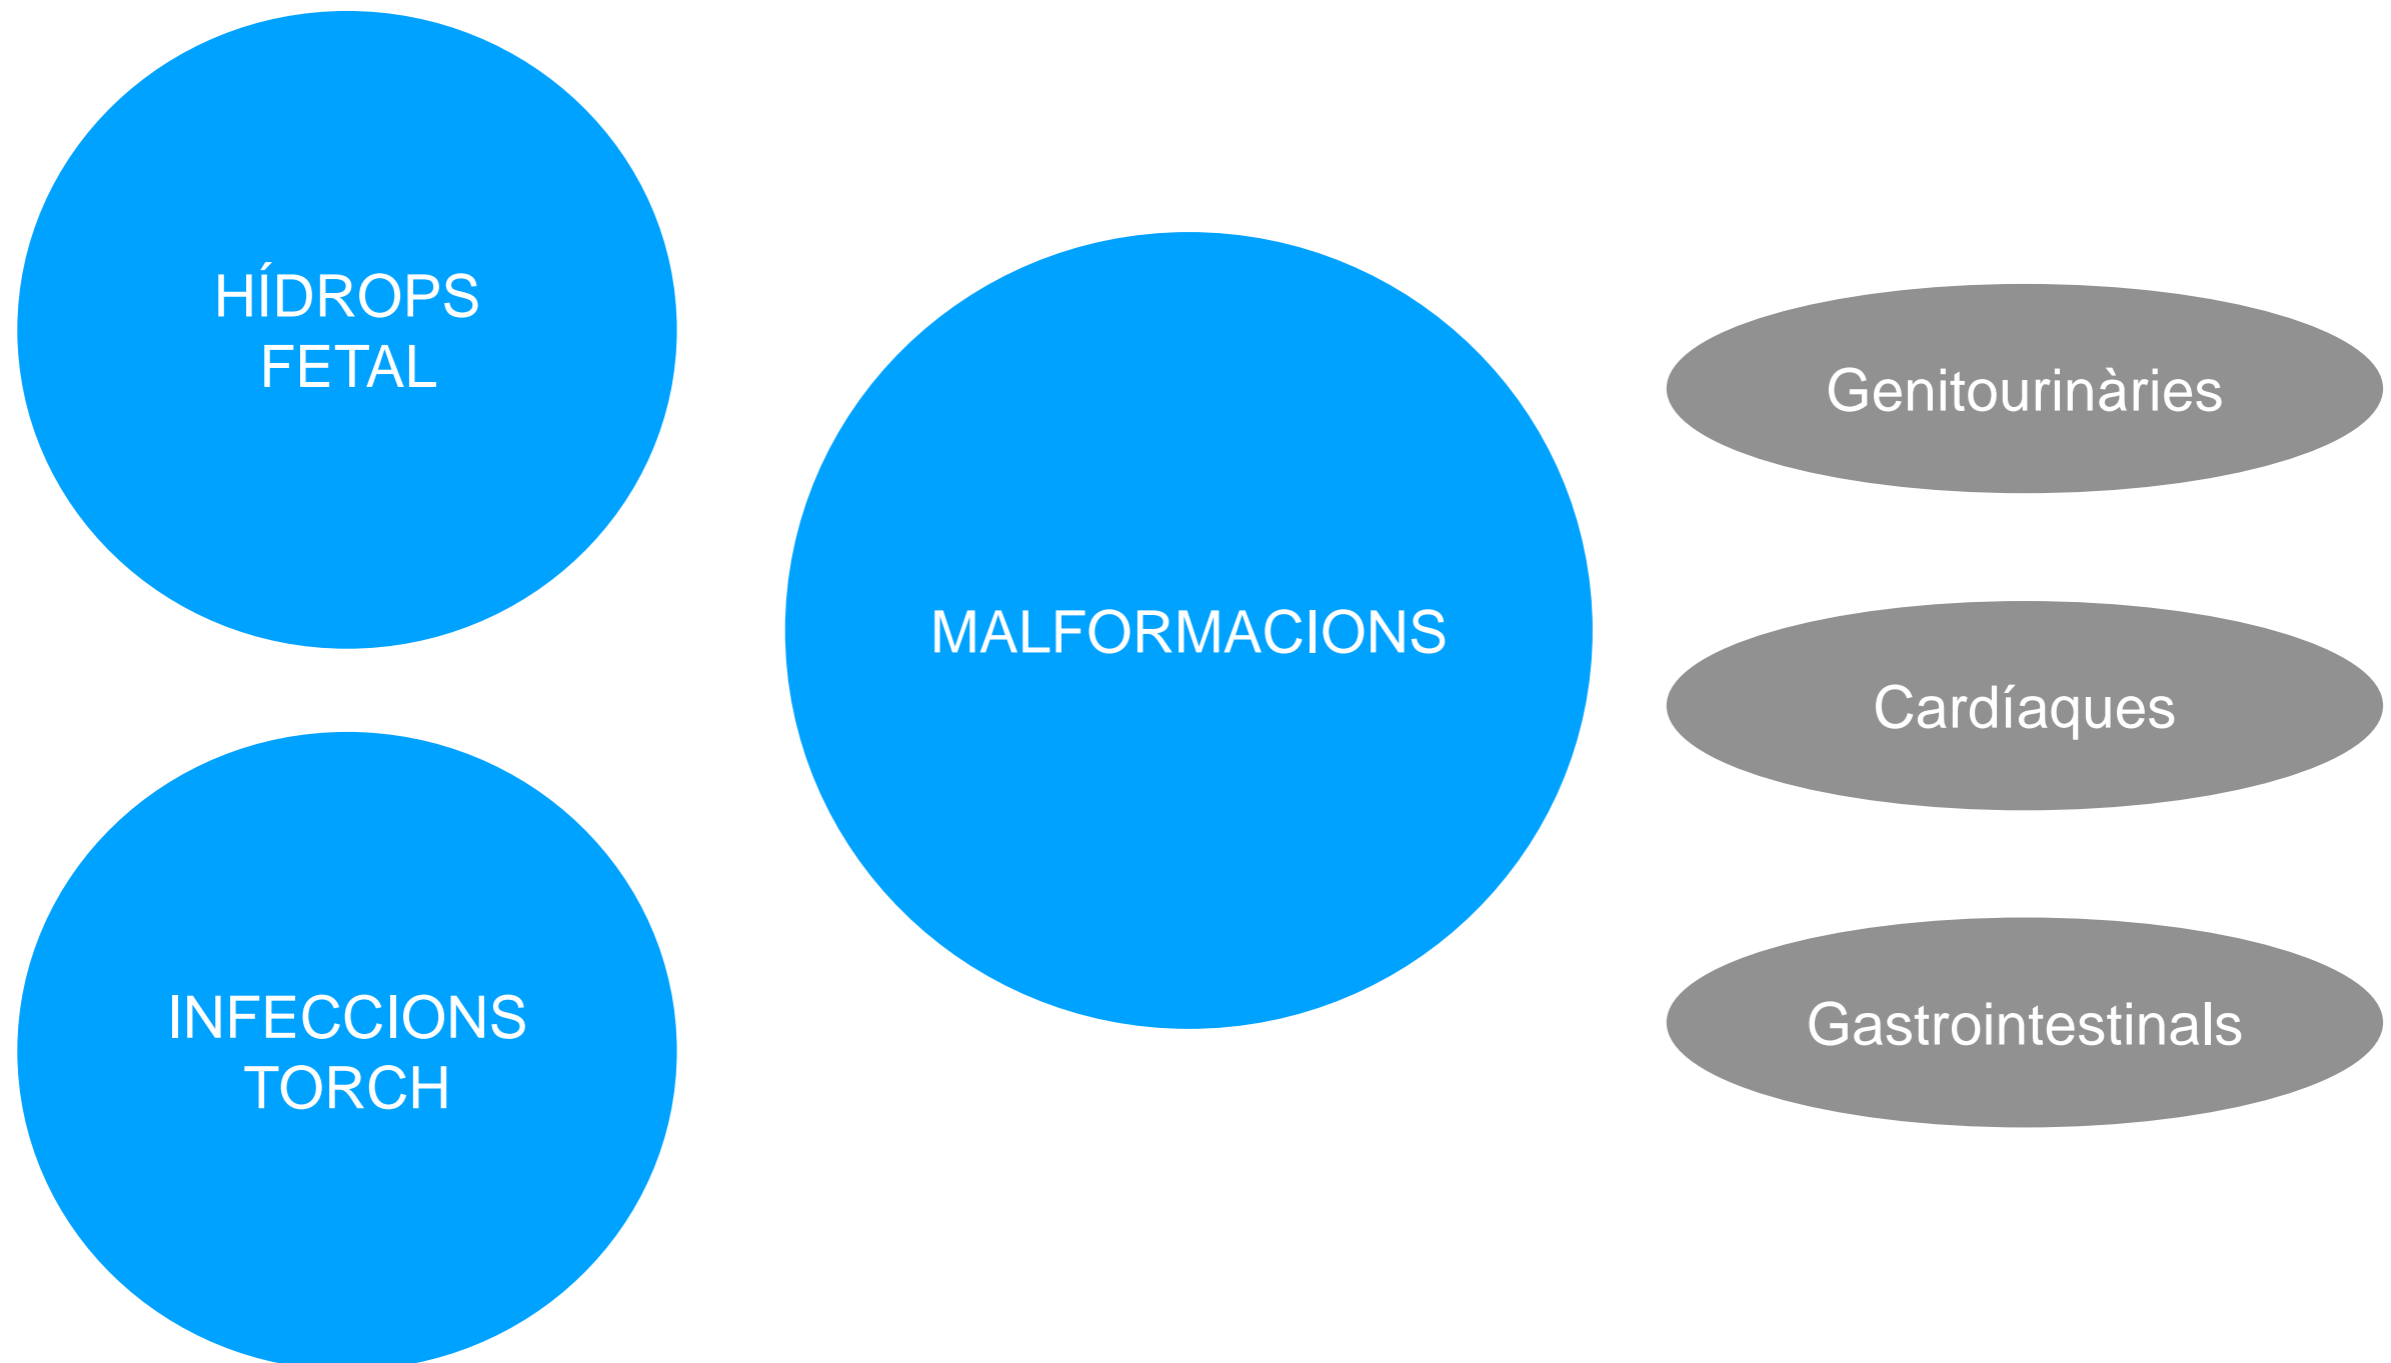 HÍDROPS
FETAL
INFECCIONS
TORCH
MALFORMACIONS
Genitourinàries
Cardíaques
Gastrointestinals